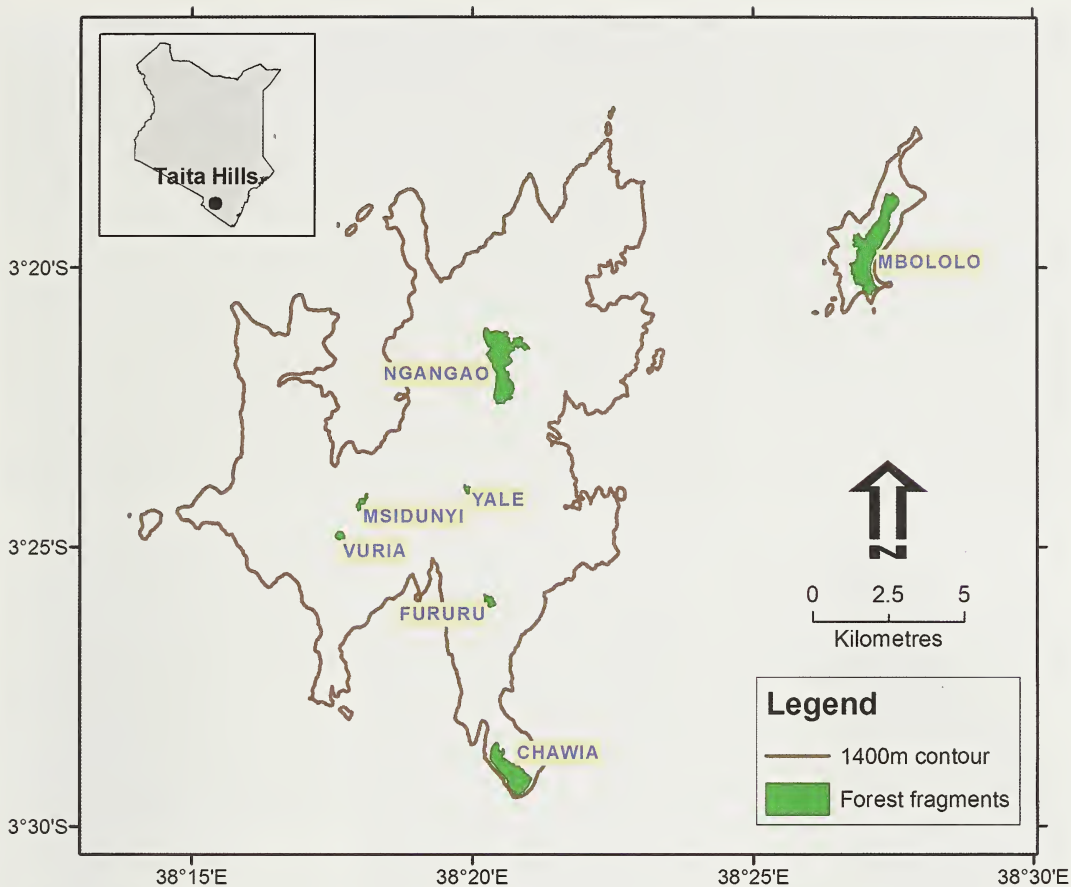 Taita Hills
3°20'S
MBOLOLO
NGANGAO
YALE
MSIDUNYI
3°25'S
VURIA
N
0 2.5 5
FURURU
Kilometres
Legend
CHAWIA
1400m contour
Forest fragments
3°30'S
38°15'E 38°20'E 38°25'E 38°30'E